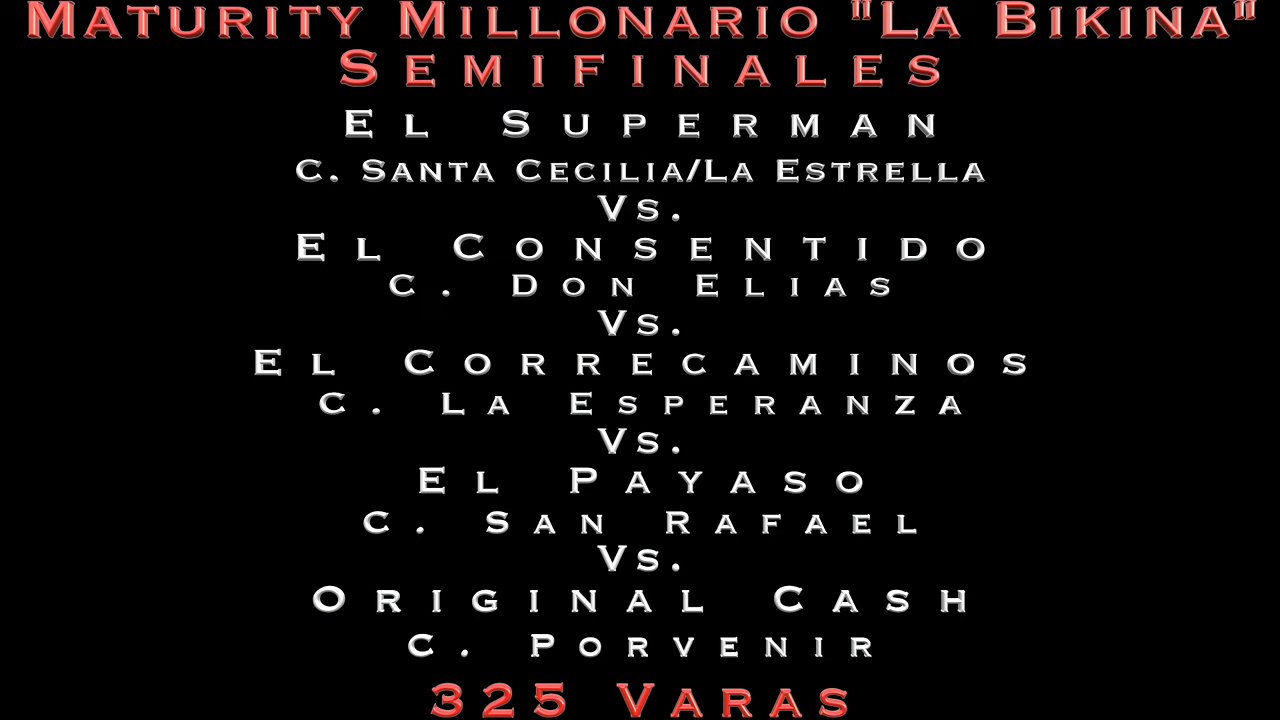 Maturity Millonario "La Bikina"
Semifinales
El Superman
C. Santa Cecilia/La Estrella
Vs.
El Consentido
C. Don Elias
Vs.
El Correcaminos
C. La Esperanza
Vs.
El Payaso
C. San Rafael
Vs.
Original Cash
C. Porvenir
325 Varas